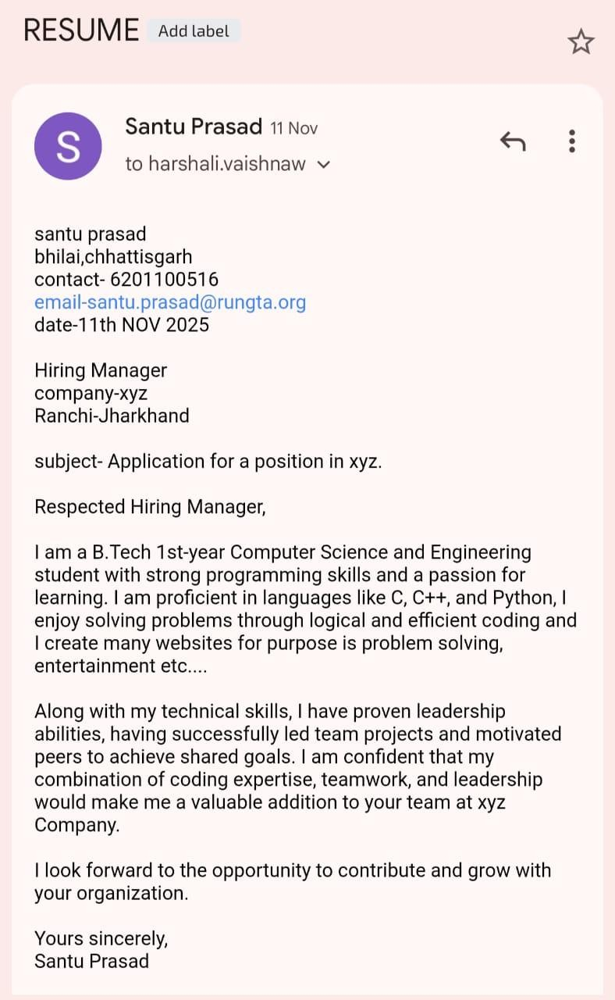 RESUME Add label
Santu Prasad 11 Nov
to harshali.vaishnaw
S
santu prasad
bhilai,chhattisgarh
contact- 6201100516
email-santu.prasad@rungta.org
date-11th NOV 2025
Hiring Manager
company-xyz
Ranchi-Jharkhand
subject- Application for a position in xyz.
Respected Hiring Manager,
I am a B.Tech 1st-year Computer Science and Engineering
student with strong programming skills and a passion for
learning. I am proficient in languages like C, C++, and Python, I
enjoy solving problems through logical and efficient coding and
I create many websites for purpose is problem solving,
entertainment etc....
Along with my technical skills, I have proven leadership
abilities, having successfully led team projects and motivated
peers to achieve shared goals. I am confident that my
combination of coding expertise, teamwork, and leadership
would make me a valuable addition to your team at xyz
Company.
I look forward to the opportunity to contribute and grow with
your organization.
Yours sincerely,
Santu Prasad